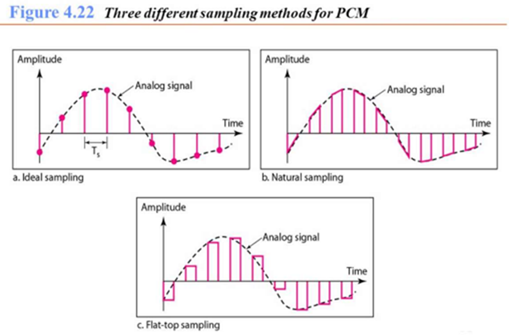 Figure 4.22 Three different sampling methods for PCM
Amplitude
Analog signal
Time
Ts
a. Ideal sampling
Amplitude
Analog signal
Time
b. Natural sampling
Amplitude
Analog signal
Time
c. Flat-top sampling